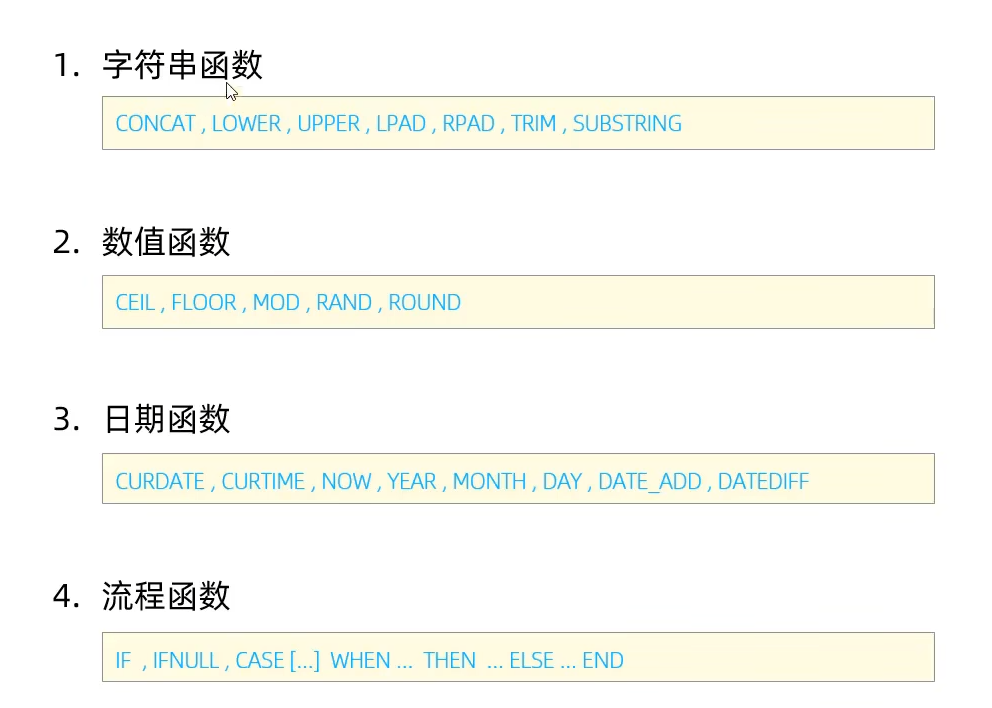 1. 字符串函数
CONCAT , LOWER , UPPER , LPAD , RPAD , TRIM , SUBSTRING
2. 数值函数
CEIL , FLOOR , MOD , RAND , ROUND
3. 日期函数
CURDATE , CURTIME , NOW , YEAR , MONTH , DAY , DATE_ADD , DATEDIFF
4. 流程函数
IF , IFNULL , CASE [...] WHEN ... THEN ... ELSE ... END